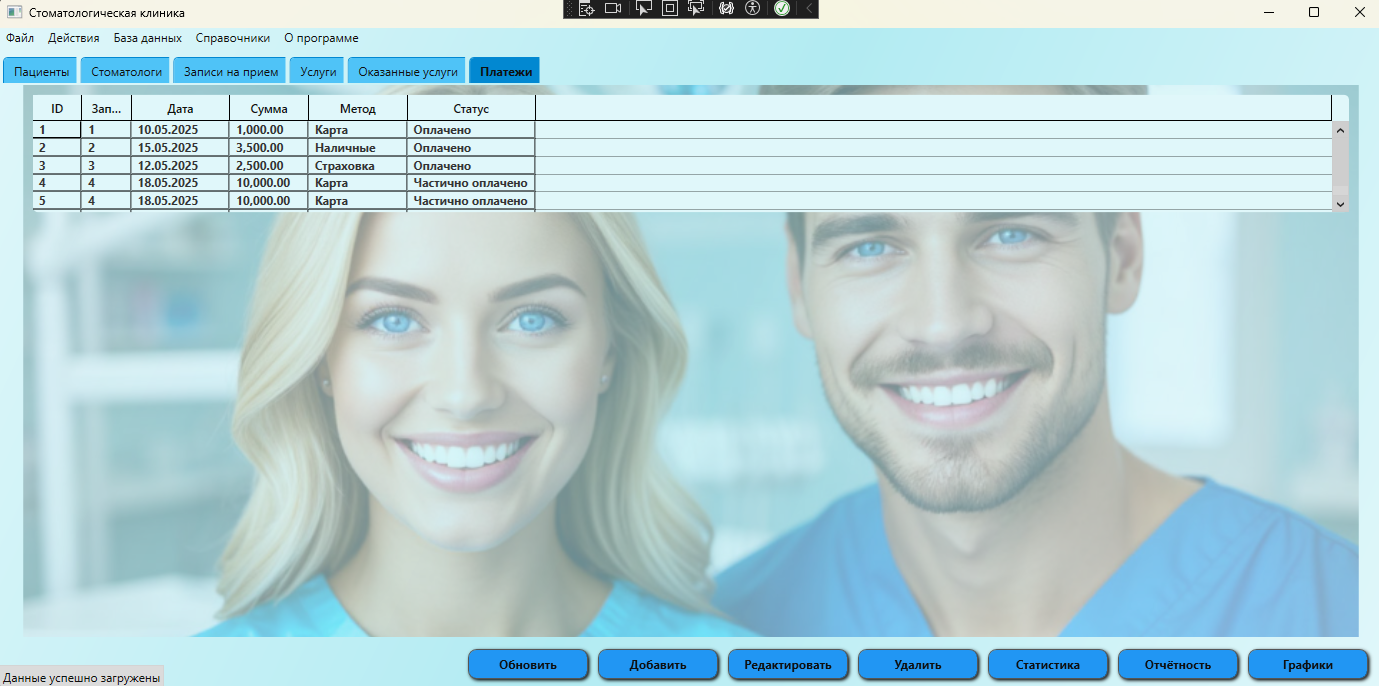 Стоматологическая клиника
Файл Действия База данных Справочники О программе
Пациенты Стоматологи Записи на прием Услуги Оказанные услуги Платежи
ID Зап... Дата Сумма Метод Статус
1 1 10.05.2025 1,000.00 Карта Оплачено
2 2 15.05.2025 3,500.00 Наличные Оплачено
3 3 12.05.2025 2,500.00 Страховка Оплачено
4 4 18.05.2025 10,000.00 Карта Частично оплачено
5 4 18.05.2025 10,000.00 Карта Частично оплачено
Обновить Добавить Редактировать Удалить Статистика Отчётность Графики
Данные успешно загружены